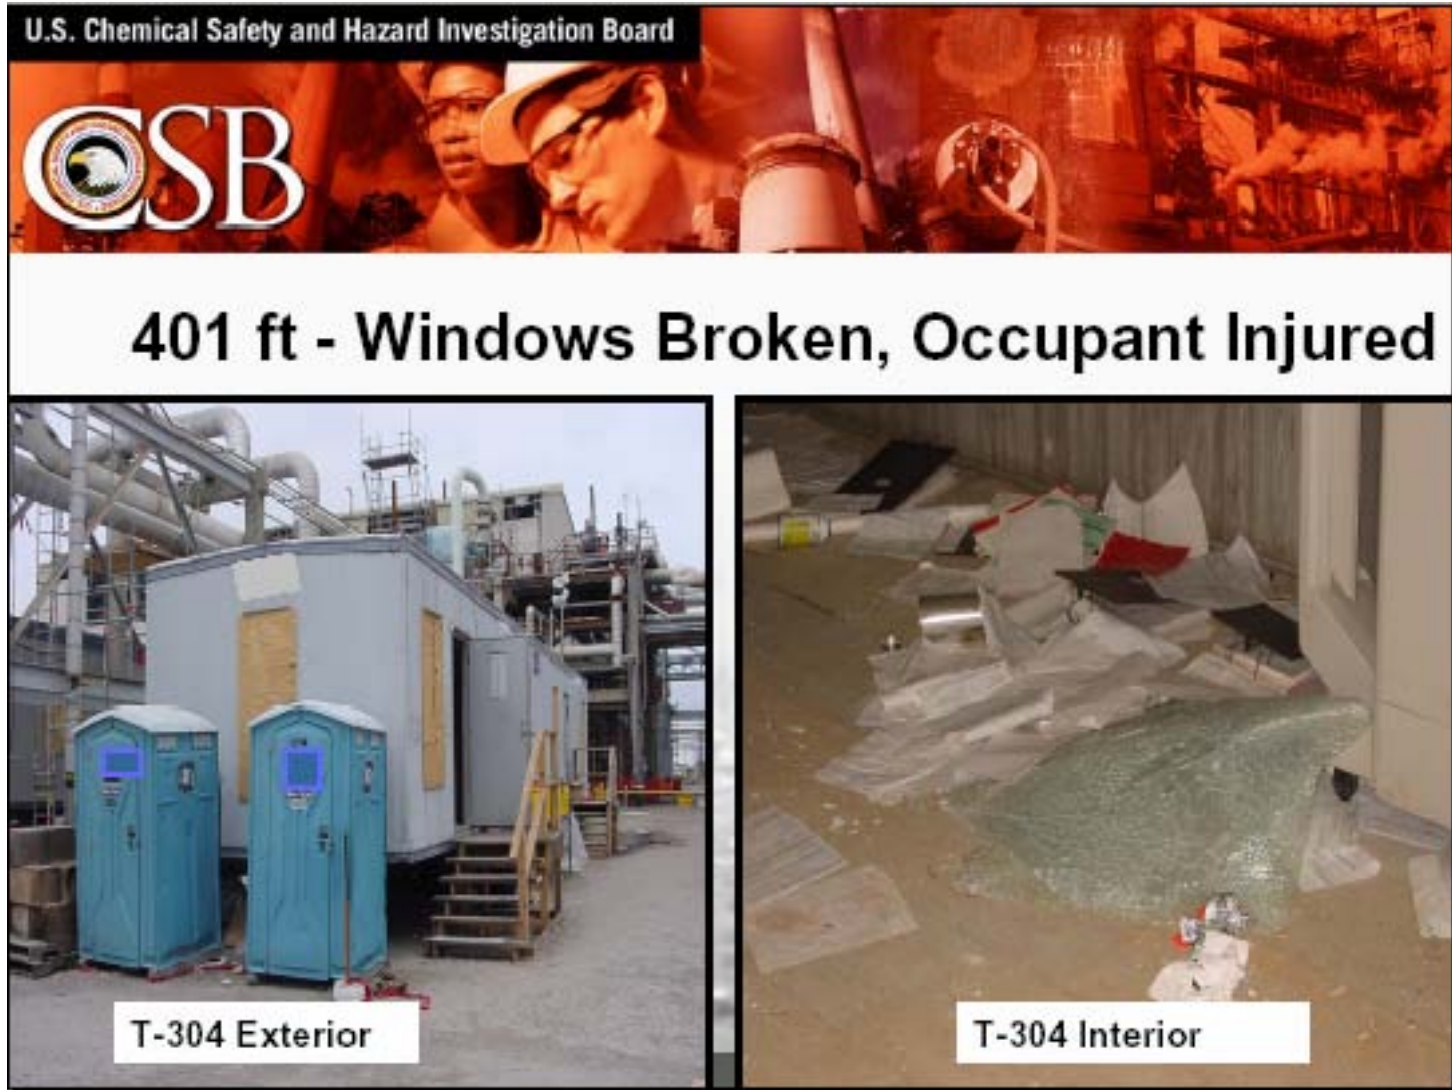 U.S. Chemical Safety and Hazard Investigation Board
CSB
401 ft - Windows Broken, Occupant Injured
T-304 Exterior
T-304 Interior